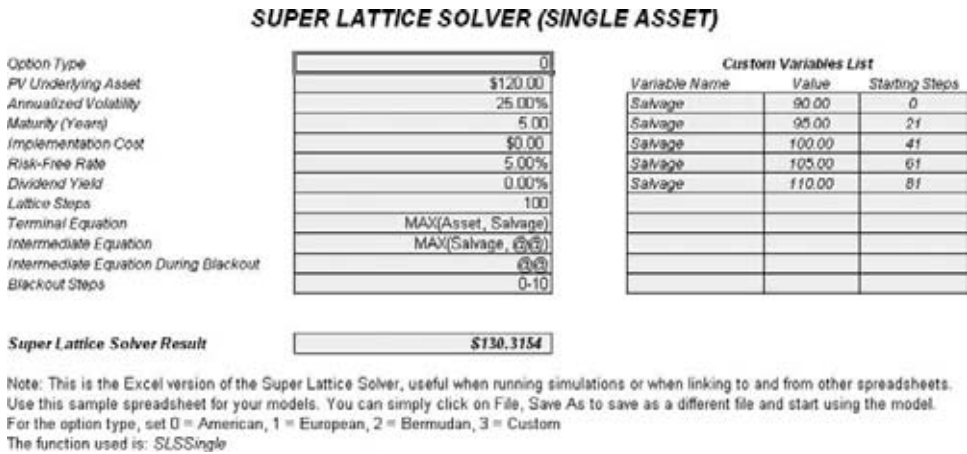 SUPER LATTICE SOLVER (SINGLE ASSET)
Option Type 0 Custom Variables List
PV Underlying Asset $120.00 Variable Name Value Starting Steps
Annualized Volatility 25.00% Salvage 90.00 0
Maturity (Years) 5.00 Salvage 95.00 21
Implementation Cost $0.00 Salvage 100.00 41
Risk-Free Rate 5.00% Salvage 105.00 61
Dividend Yield 0.00% Salvage 110.00 81
Lattice Steps 100
Terminal Equation MAX(Asset, Salvage)
Intermediate Equation MAX(Salvage, @@)
Intermediate Equation During Blackout @@
Blackout Steps 0-10
Super Lattice Solver Result $130.3154
Note: This is the Excel version of the Super Lattice Solver, useful when running simulations or when linking to and from other spreadsheets.
Use this sample spreadsheet for your models. You can simply click on File, Save As to save as a different file and start using the model.
For the option type, set 0 = American, 1 = European, 2 = Bermudan, 3 = Custom
The function used is: SLSSingle